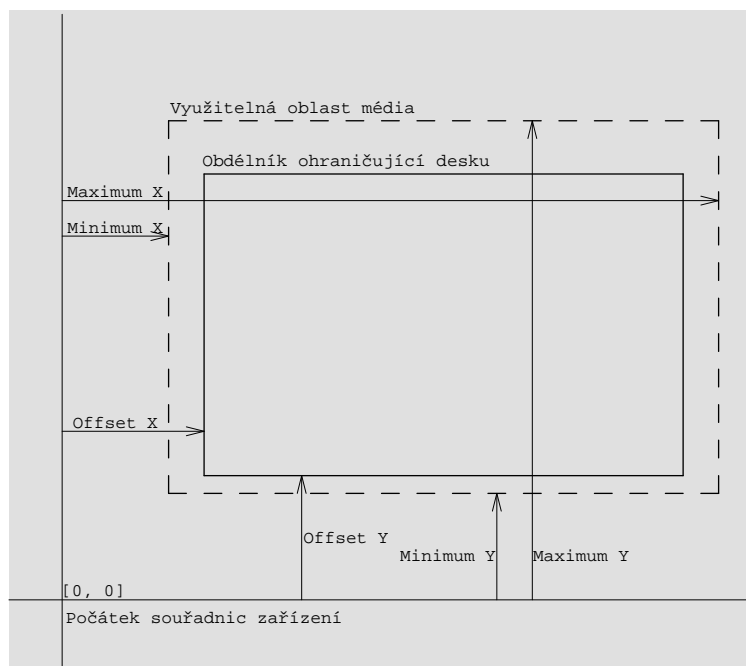 Využitelná oblast média
Obdélník ohraničující desku
Maximum X
Minimum X
Offset X
Offset Y
Minimum Y
Maximum Y
[0, 0]
Počátek souřadnic zařízení